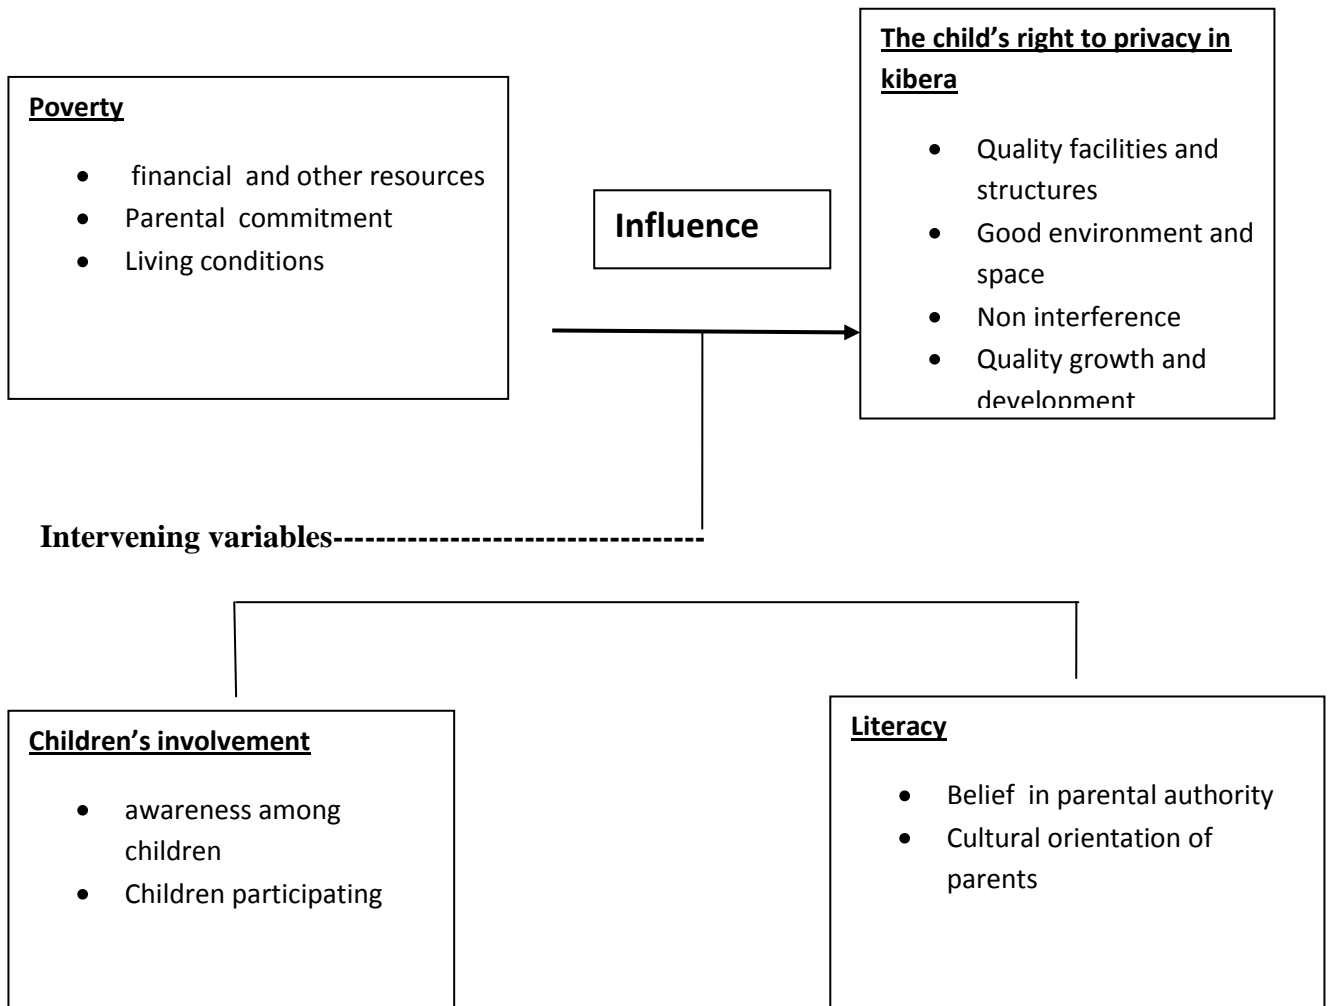 Poverty
• financial and other resources
• Parental commitment
• Living conditions
Influence
The child’s right to privacy in
kibera
• Quality facilities and
structures
• Good environment and
space
• Non interference
• Quality growth and
development
Intervening variables-----------------------------------
Children’s involvement
• awareness among
children
• Children participating
Literacy
• Belief in parental authority
• Cultural orientation of
parents